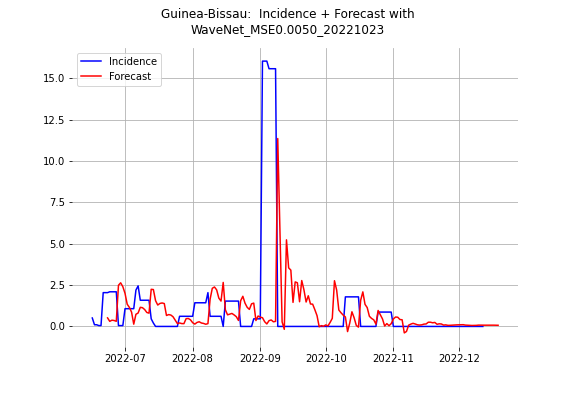 Guinea-Bissau:  Incidence + Forecast with
WaveNet_MSE0.0050_20221023
Incidence
Forecast
15.0
12.5
10.0
7.5
5.0
2.5
0.0
2022-07 2022-08 2022-09 2022-10 2022-11 2022-12